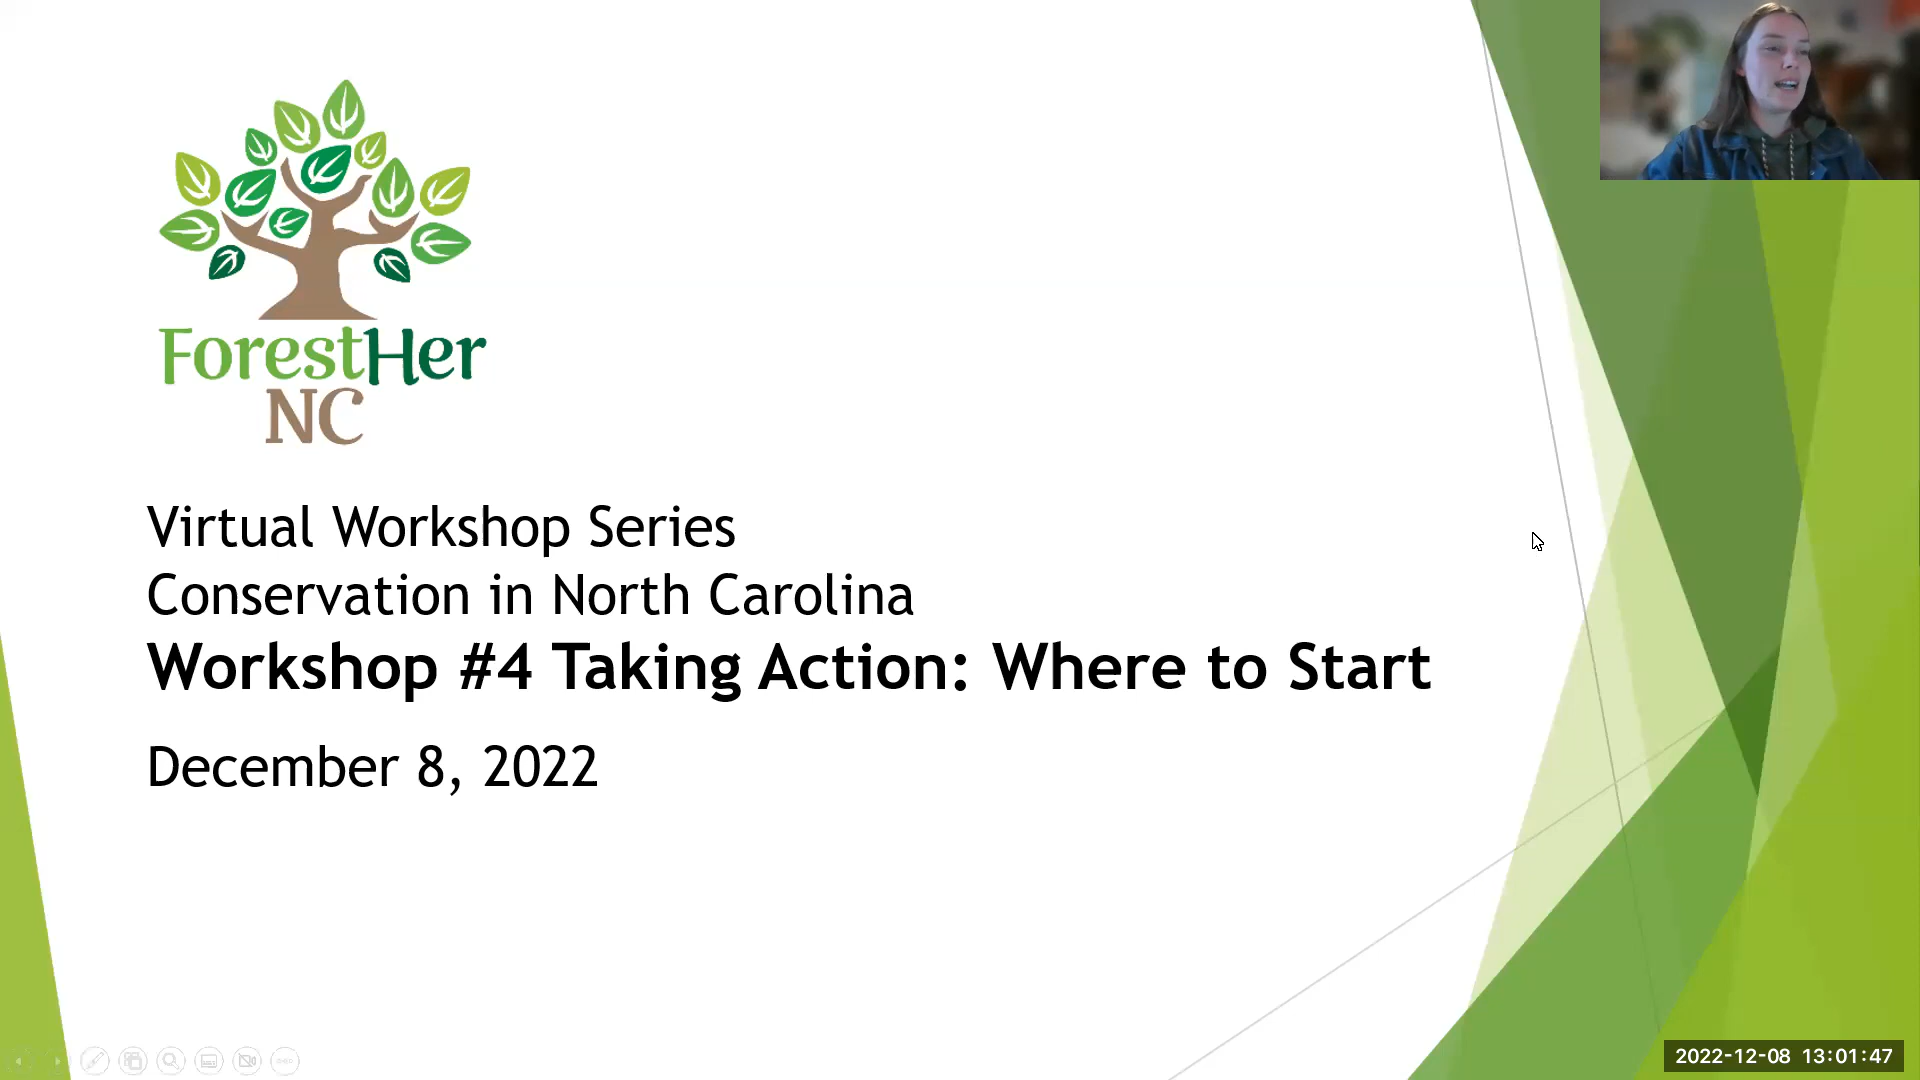 ForestHer
NC
Virtual Workshop Series
Conservation in North Carolina
Workshop #4 Taking Action: Where to Start
December 8, 2022
2022-12-08 13:01:47